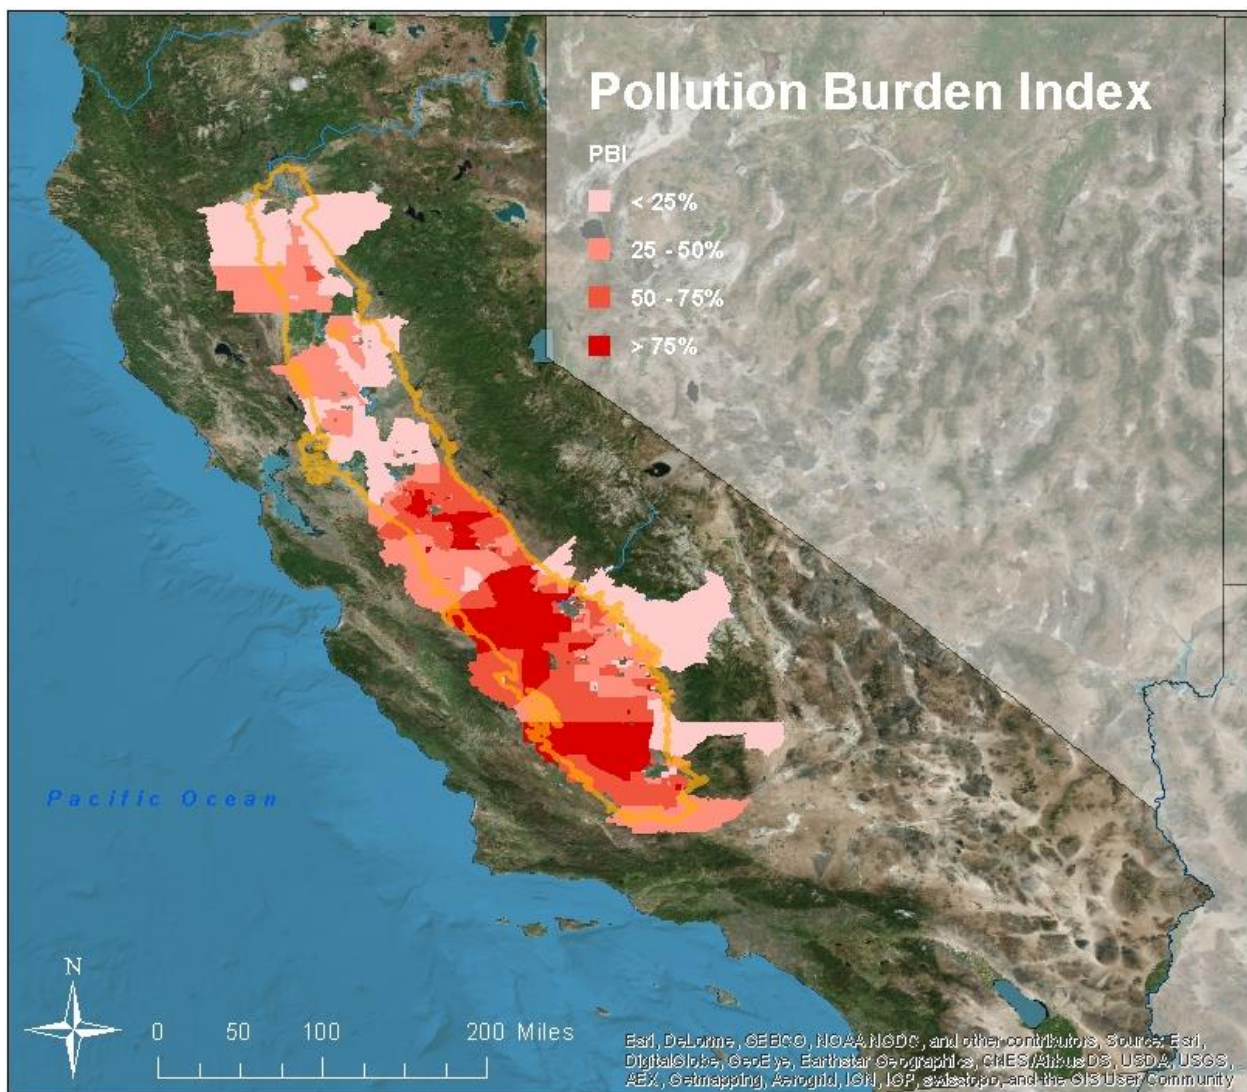 Pollution Burden Index
PBI
< 25%
25 - 50%
50 - 75%
> 75%
Pacific Ocean
N
0 50 100 200 Miles
Esri, DeLorme, GEBCO, NOAA NGDC, and other contributors, Source: Esri,
DigitalGlobe, GeoEye, Earthstar Geographics, CNES/Airbus DS, USDA, USGS,
AEX, Getmapping, Aerogrid, IGN, IGP, swisstopo, and the GIS User Community